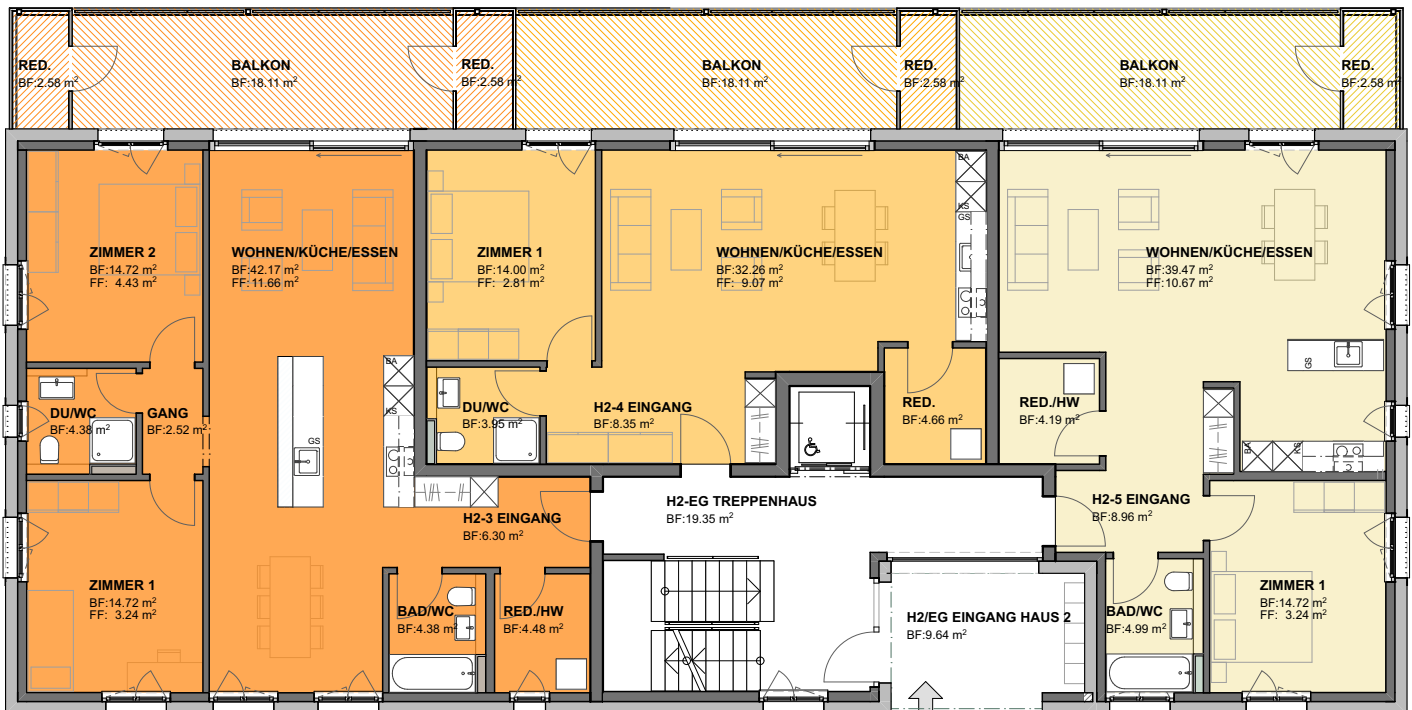 RED.
BF:2.58 m²
BALKON
BF:18.11 m²
RED.
BF:2.58 m²
BALKON
BF:18.11 m²
RED.
BF:2.58 m²
BALKON
BF:18.11 m²
RED.
BF:2.58 m²
ZIMMER 2
BF:14.72 m²
FF: 4.43 m²
WOHNEN/KÜCHE/ESSEN
BF:42.17 m²
FF:11.66 m²
ZIMMER 1
BF:14.00 m²
FF: 2.81 m²
WOHNEN/KÜCHE/ESSEN
BF:32.26 m²
FF: 9.07 m²
BA
KS
GS
WOHNEN/KÜCHE/ESSEN
BF:39.47 m²
FF:10.67 m²
GS
BA
KS
GS
DU/WC
BF:4.38 m²
GANG
BF:2.52 m²
DU/WC
BF:3.95 m²
H2-4 EINGANG
BF:8.35 m²
RED.
BF:4.66 m²
RED./HW
BF:4.19 m²
BA
KS
H2-3 EINGANG
BF:6.30 m²
H2-EG TREPPENHAUS
BF:19.35 m²
H2-5 EINGANG
BF:8.96 m²
ZIMMER 1
BF:14.72 m²
FF: 3.24 m²
BAD/WC
BF:4.38 m²
RED./HW
BF:4.48 m²
H2/EG EINGANG HAUS 2
BF:9.64 m²
BAD/WC
BF:4.99 m²
ZIMMER 1
BF:14.72 m²
FF: 3.24 m²